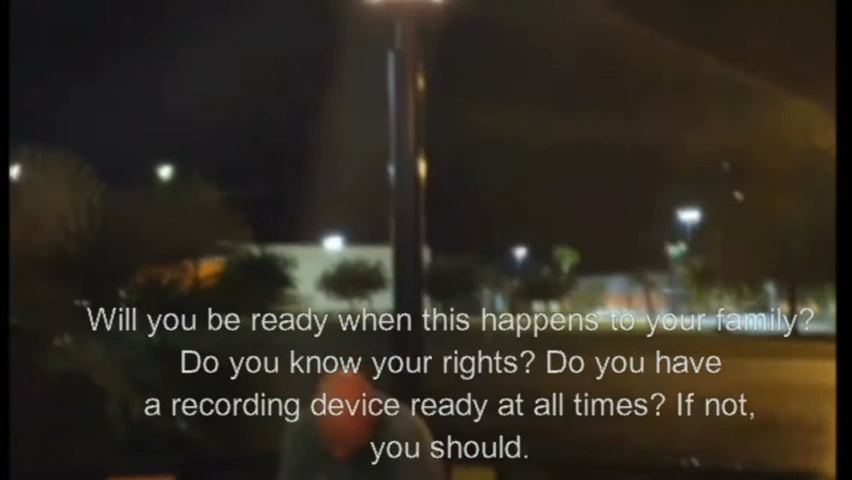 Will you be ready when this happens to your family?
Do you know your rights? Do you have
a recording device ready at all times? If not,
you should.